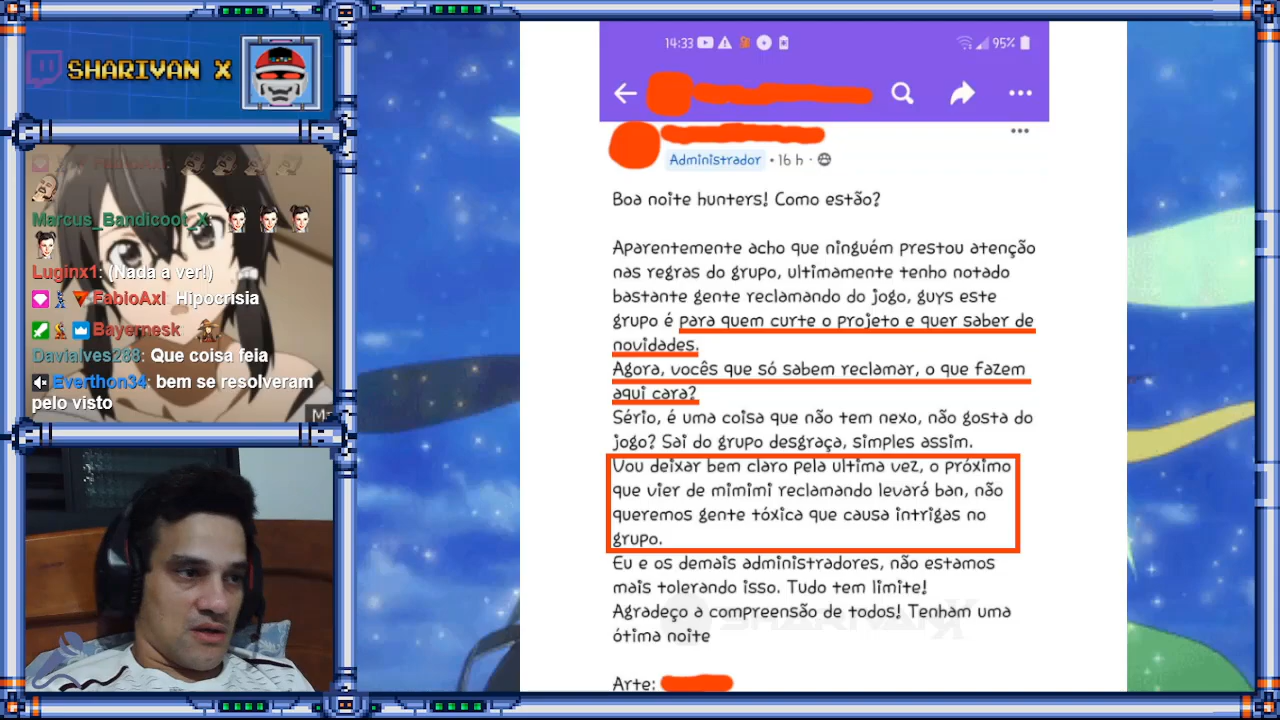 SHARIVAN X
FabioAxl
Marcus_Bandicoot_X:
Luginx1: (Nada a ver!)
FabioAxl Hipocrisia
Bayernesk
Davialves288: Que coisa feia
Everthon34: bem se resolveram
pelo visto
14:33
95%
Administrador • 16 h ·
Boa noite hunters! Como estão?
Aparentemente acho que ninguém prestou atenção
nas regras do grupo, ultimamente tenho notado
bastante gente reclamando do jogo, guys este
grupo é para quem curte o projeto e quer saber de
novidades.
Agora, vocês que só sabem reclamar, o que fazem
aqui cara?
Sério, é uma coisa que não tem nexo, não gosta do
jogo? Sai do grupo desgraça, simples assim.
Vou deixar bem claro pela ultima vez, o próximo
que vier de mimimi reclamando levará ban, não
queremos gente tóxica que causa intrigas no
grupo.
Eu e os demais administradores, não estamos
mais tolerando isso. Tudo tem limite!
Agradeço a compreensão de todos! Tenham uma
ótima noite
SHARIVAN X
Arte: